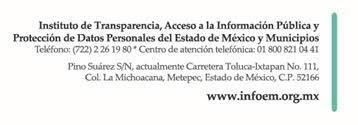 Instituto de Transparencia, Acceso a la Información Pública y
Protección de Datos Personales del Estado de México y Municipios
Teléfono: (722) 2 26 19 80 * Centro de atención telefónica: 01 800 821 04 41
Pino Suárez S/N, actualmente Carretera Toluca-Ixtapan No. 111,
Col. La Michoacana, Metepec, Estado de México, C.P. 52166
www.infoem.org.mx